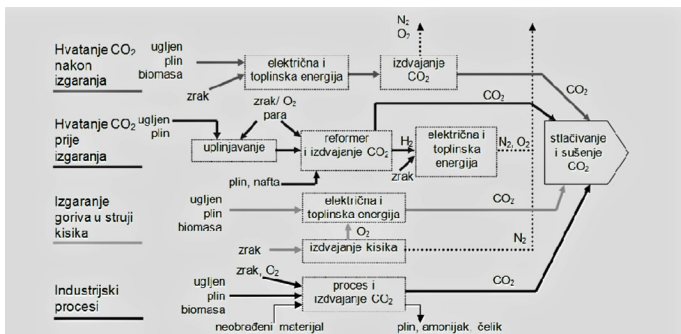 N₂
O₂
Hvatanje CO₂
nakon
izgaranja
ugljen
plin
biomasa
zrak
električna i
toplinska energija
izdvajanje
CO₂
CO₂
Hvatanje CO₂
prije
izgaranja
ugljen
plin
zrak/ O₂
para
uplinjavanje
reformer
i izdvajanje CO₂
plin, nafta
CO₂
H₂
zrak
električna i
toplinska
energija
N₂, O₂
stlačivanje
i sušenje
CO₂
Izgaranje
goriva u struji
kisika
ugljen
plin
biomasa
električna i
toplinska energija
CO₂
O₂
zrak
izdvajanje kisika
N₂
Industrijski
procesi
zrak, O₂
ugljen
plin
biomasa
proces i
izdvajanje CO₂
CO₂
neobrađeni materijal
plin, amonijak, čelik